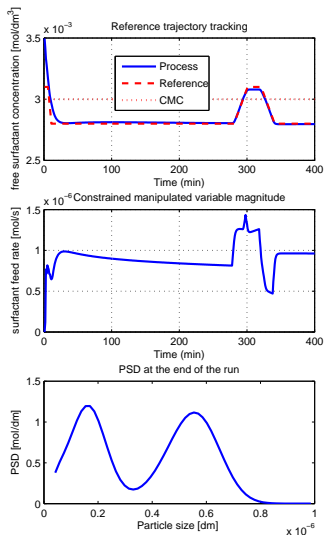 x 10⁻³
Reference trajectory tracking
free surfactant concentration [mol/dm³]
3.5
3
2.5
Process
Reference
CMC
0
100
200
300
400
Time (min)
x 10⁻⁶
Constrained manipulated variable magnitude
surfactant feed rate [mol/s]
1.5
1
0.5
0
0
100
200
300
400
Time (min)
PSD at the end of the run
PSD [mol/dm]
1.5
1
0.5
0
0
0.2
0.4
0.6
0.8
1
Particle size [dm]
x 10⁻⁶